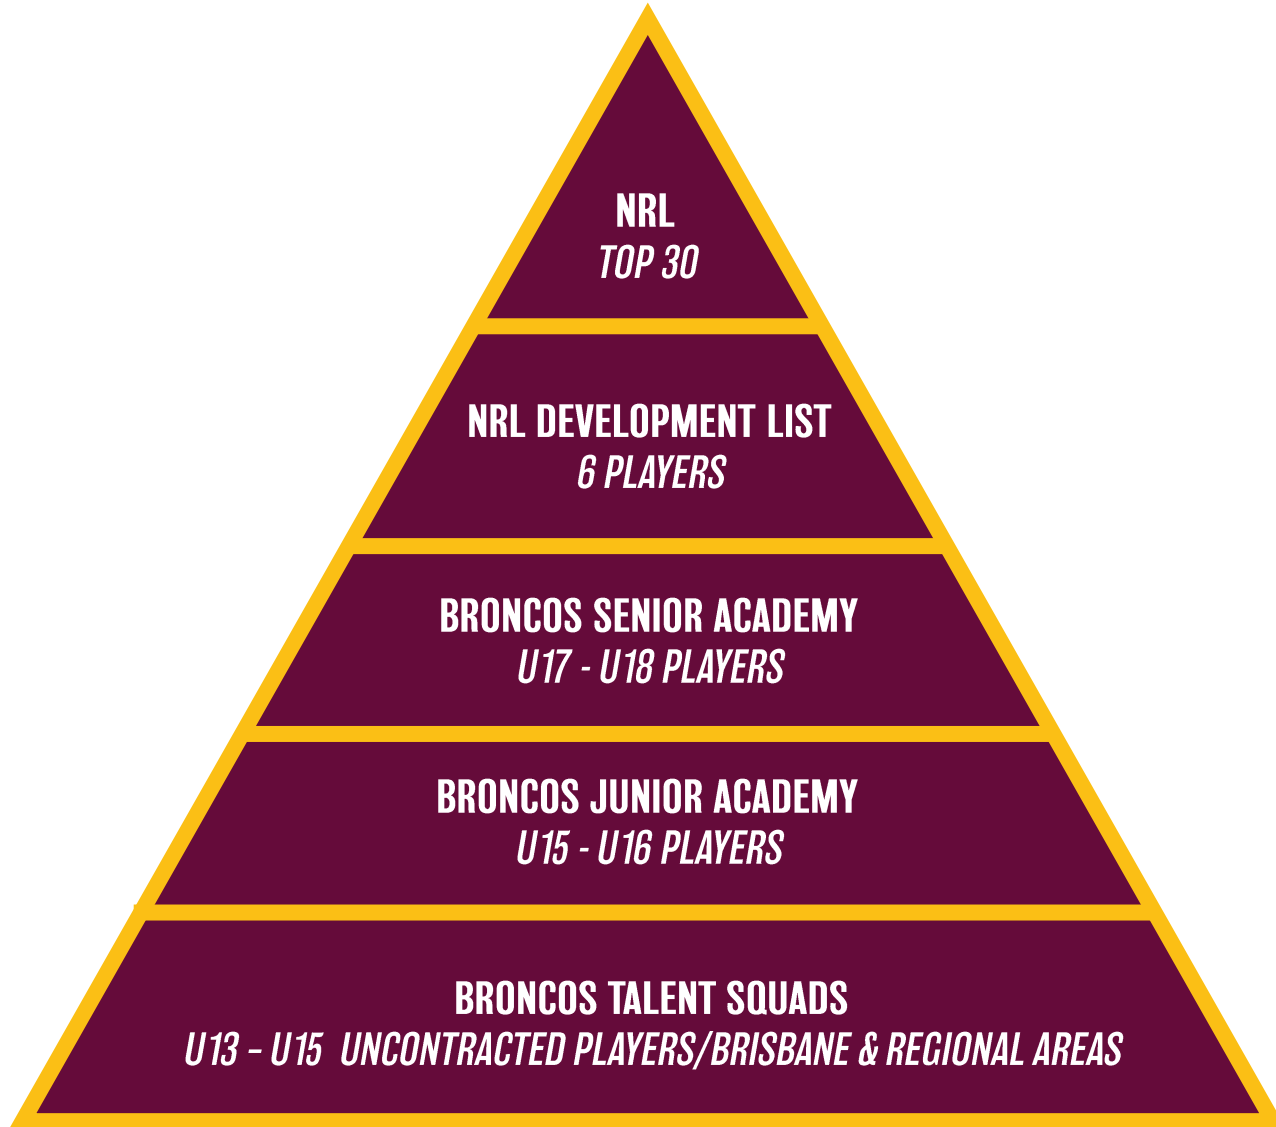 NRL
TOP 30
NRL DEVELOPMENT LIST
6 PLAYERS
BRONCOS SENIOR ACADEMY
U17 - U18 PLAYERS
BRONCOS JUNIOR ACADEMY
U15 - U16 PLAYERS
BRONCOS TALENT SQUADS
U13 – U15 UNCONTRACTED PLAYERS/BRISBANE & REGIONAL AREAS